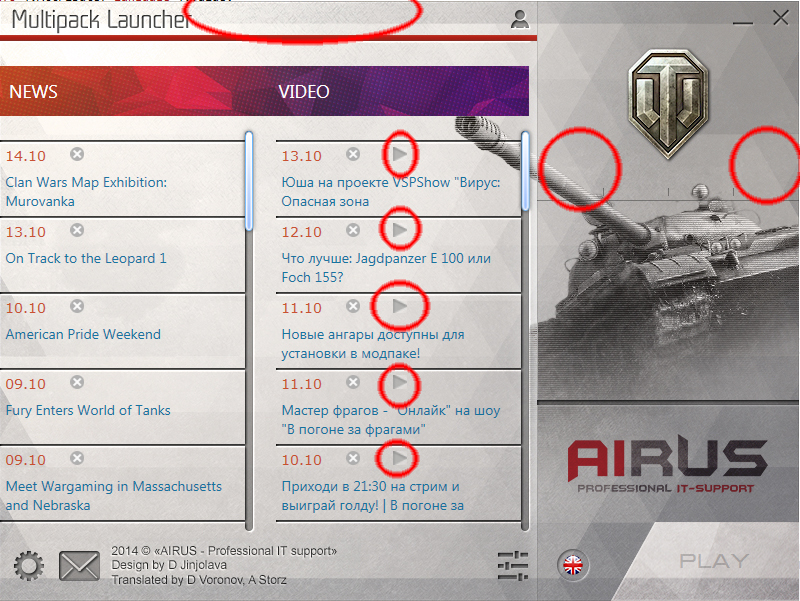 Multipack Launcher
NEWS
14.10
Clan Wars Map Exhibition:
Murovanka
13.10
On Track to the Leopard 1
10.10
American Pride Weekend
09.10
Fury Enters World of Tanks
09.10
Meet Wargaming in Massachusetts
and Nebraska
VIDEO
13.10
Юша на проекте VSPShow "Вирус:
Опасная зона
12.10
Что лучше: Jagdpanzer E 100 или
Foch 155?
11.10
Новые ангары доступны для
установки в модпаке!
11.10
Мастер фрагов - "Онлайк" на шоу
"В погоне за фрагами"
10.10
Приходи в 21:30 на стрим и
выиграй голду! | В погоне за
AIRUS
PROFESSIONAL IT-SUPPORT
2014 © «AIRUS - Professional IT support»
Design by D Jinjolava
Translated by D Voronov, A Storz
PLAY